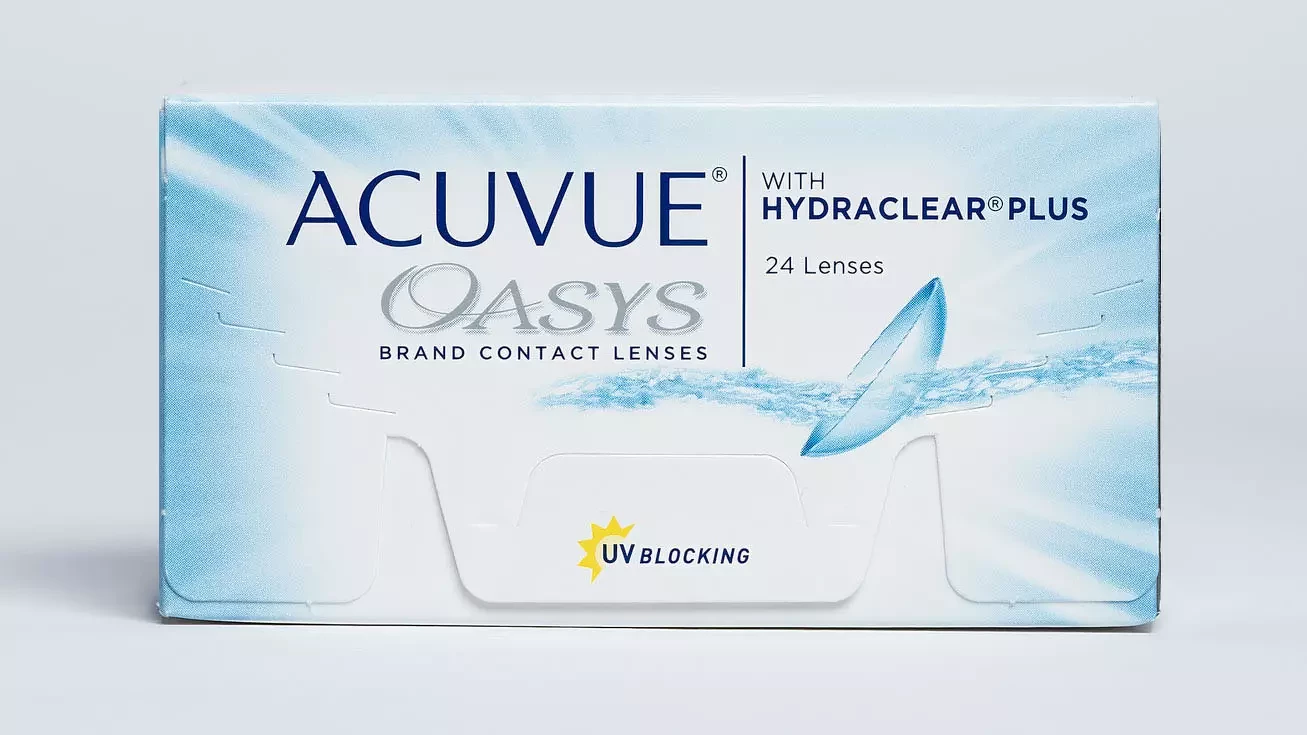 ACUVUE®
OASYS
BRAND CONTACT LENSES
WITH
HYDRACLEAR® PLUS
24 Lenses
UV BLOCKING